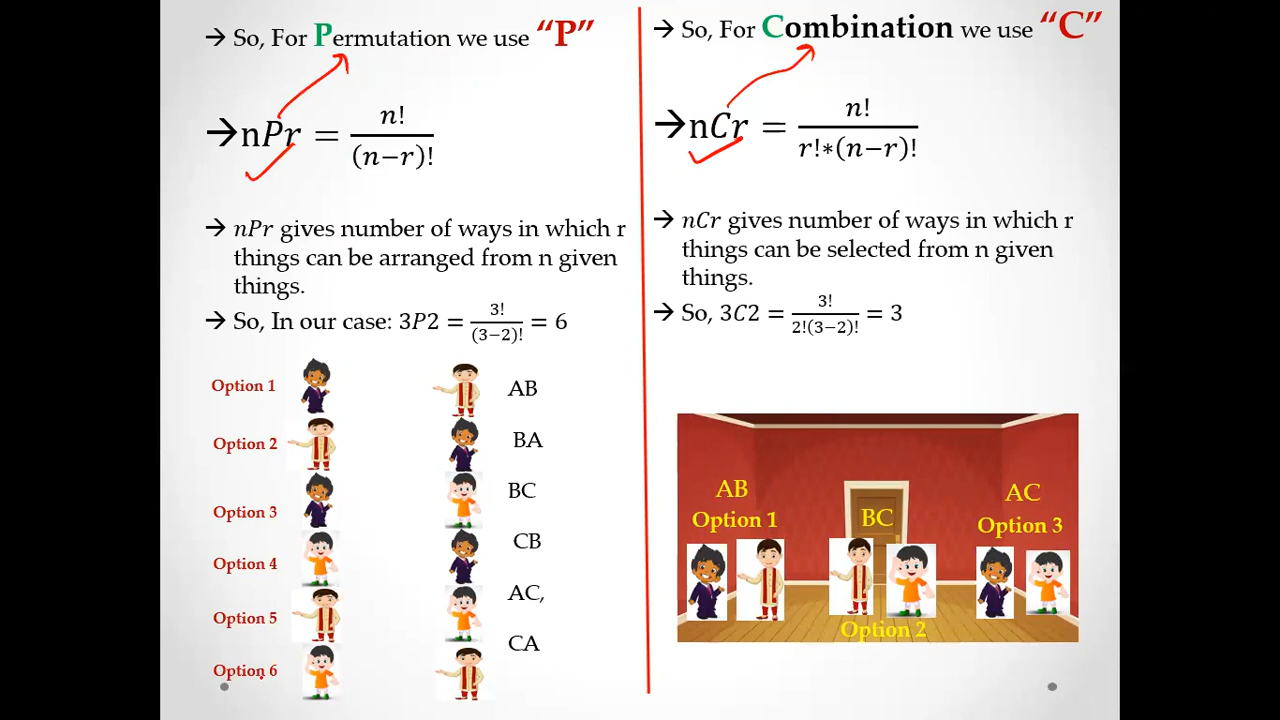 → So, For Permutation we use “P”
→nPr = n!/(n−r)!
→ nPr gives number of ways in which r
things can be arranged from n given
things.
→ So, In our case: 3P2 = 3!/(3−2)! = 6
Option 1 AB
Option 2 BA
Option 3 BC
Option 4 CB
Option 5 AC,
Option 6 CA
→ So, For Combination we use “C”
→nCr = n!/r!∗(n−r)!
→ nCr gives number of ways in which r
things can be selected from n given
things.
→ So, 3C2 = 3!/2!(3−2)! = 3
AB
Option 1
BC
Option 2
AC
Option 3